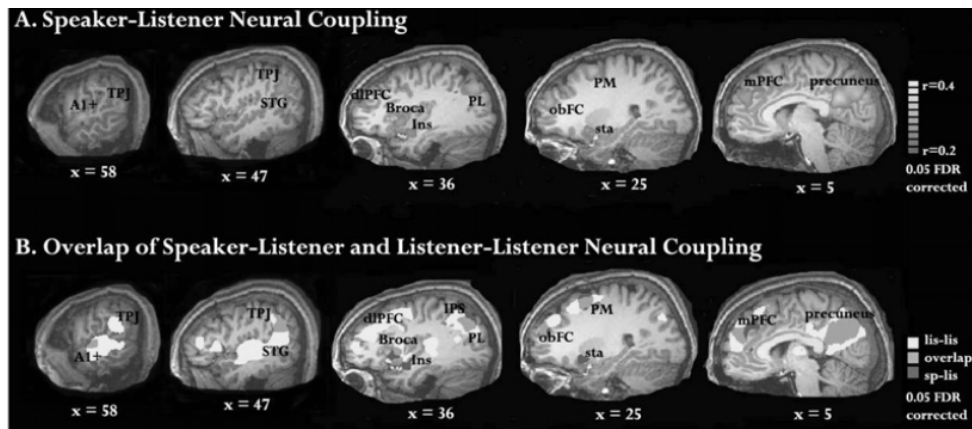 A. Speaker-Listener Neural Coupling
A1+ TPJ
TPJ
STG
dlPFC
Broca
Ins
PL
PM
obFC
sta
mPFC precuneus
r=0.4
r=0.2
0.05 FDR
corrected
x = 58 x = 47 x = 36 x = 25 x = 5
B. Overlap of Speaker-Listener and Listener-Listener Neural Coupling
TPJ
A1+
TPJ
STG
dlPFC
IPS
Broca
PL
Ins
PM
obFC
sta
mPFC precuneus
lis-lis
overlap
sp-lis
0.05 FDR
corrected
x = 58 x = 47 x = 36 x = 25 x = 5